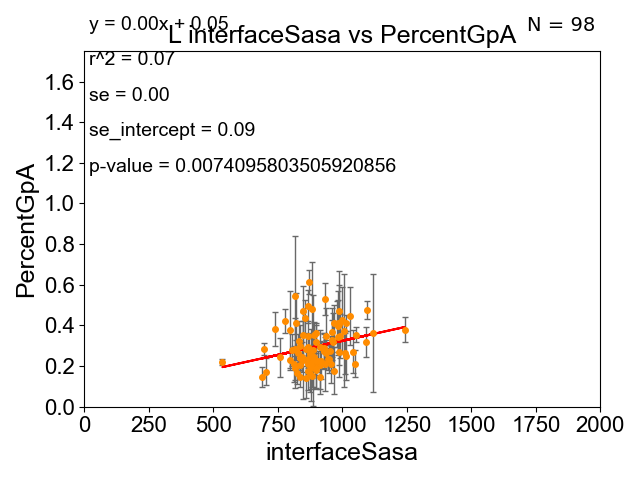 y = 0.00x + 0.05
L interfaceSasa vs PercentGpA
N = 98
r^2 = 0.07
se = 0.00
se_intercept = 0.09
p-value = 0.0074095803505920856
PercentGpA
1.6
1.4
1.2
1.0
0.8
0.6
0.4
0.2
0.0
0 250 500 750 1000 1250 1500 1750 2000
interfaceSasa